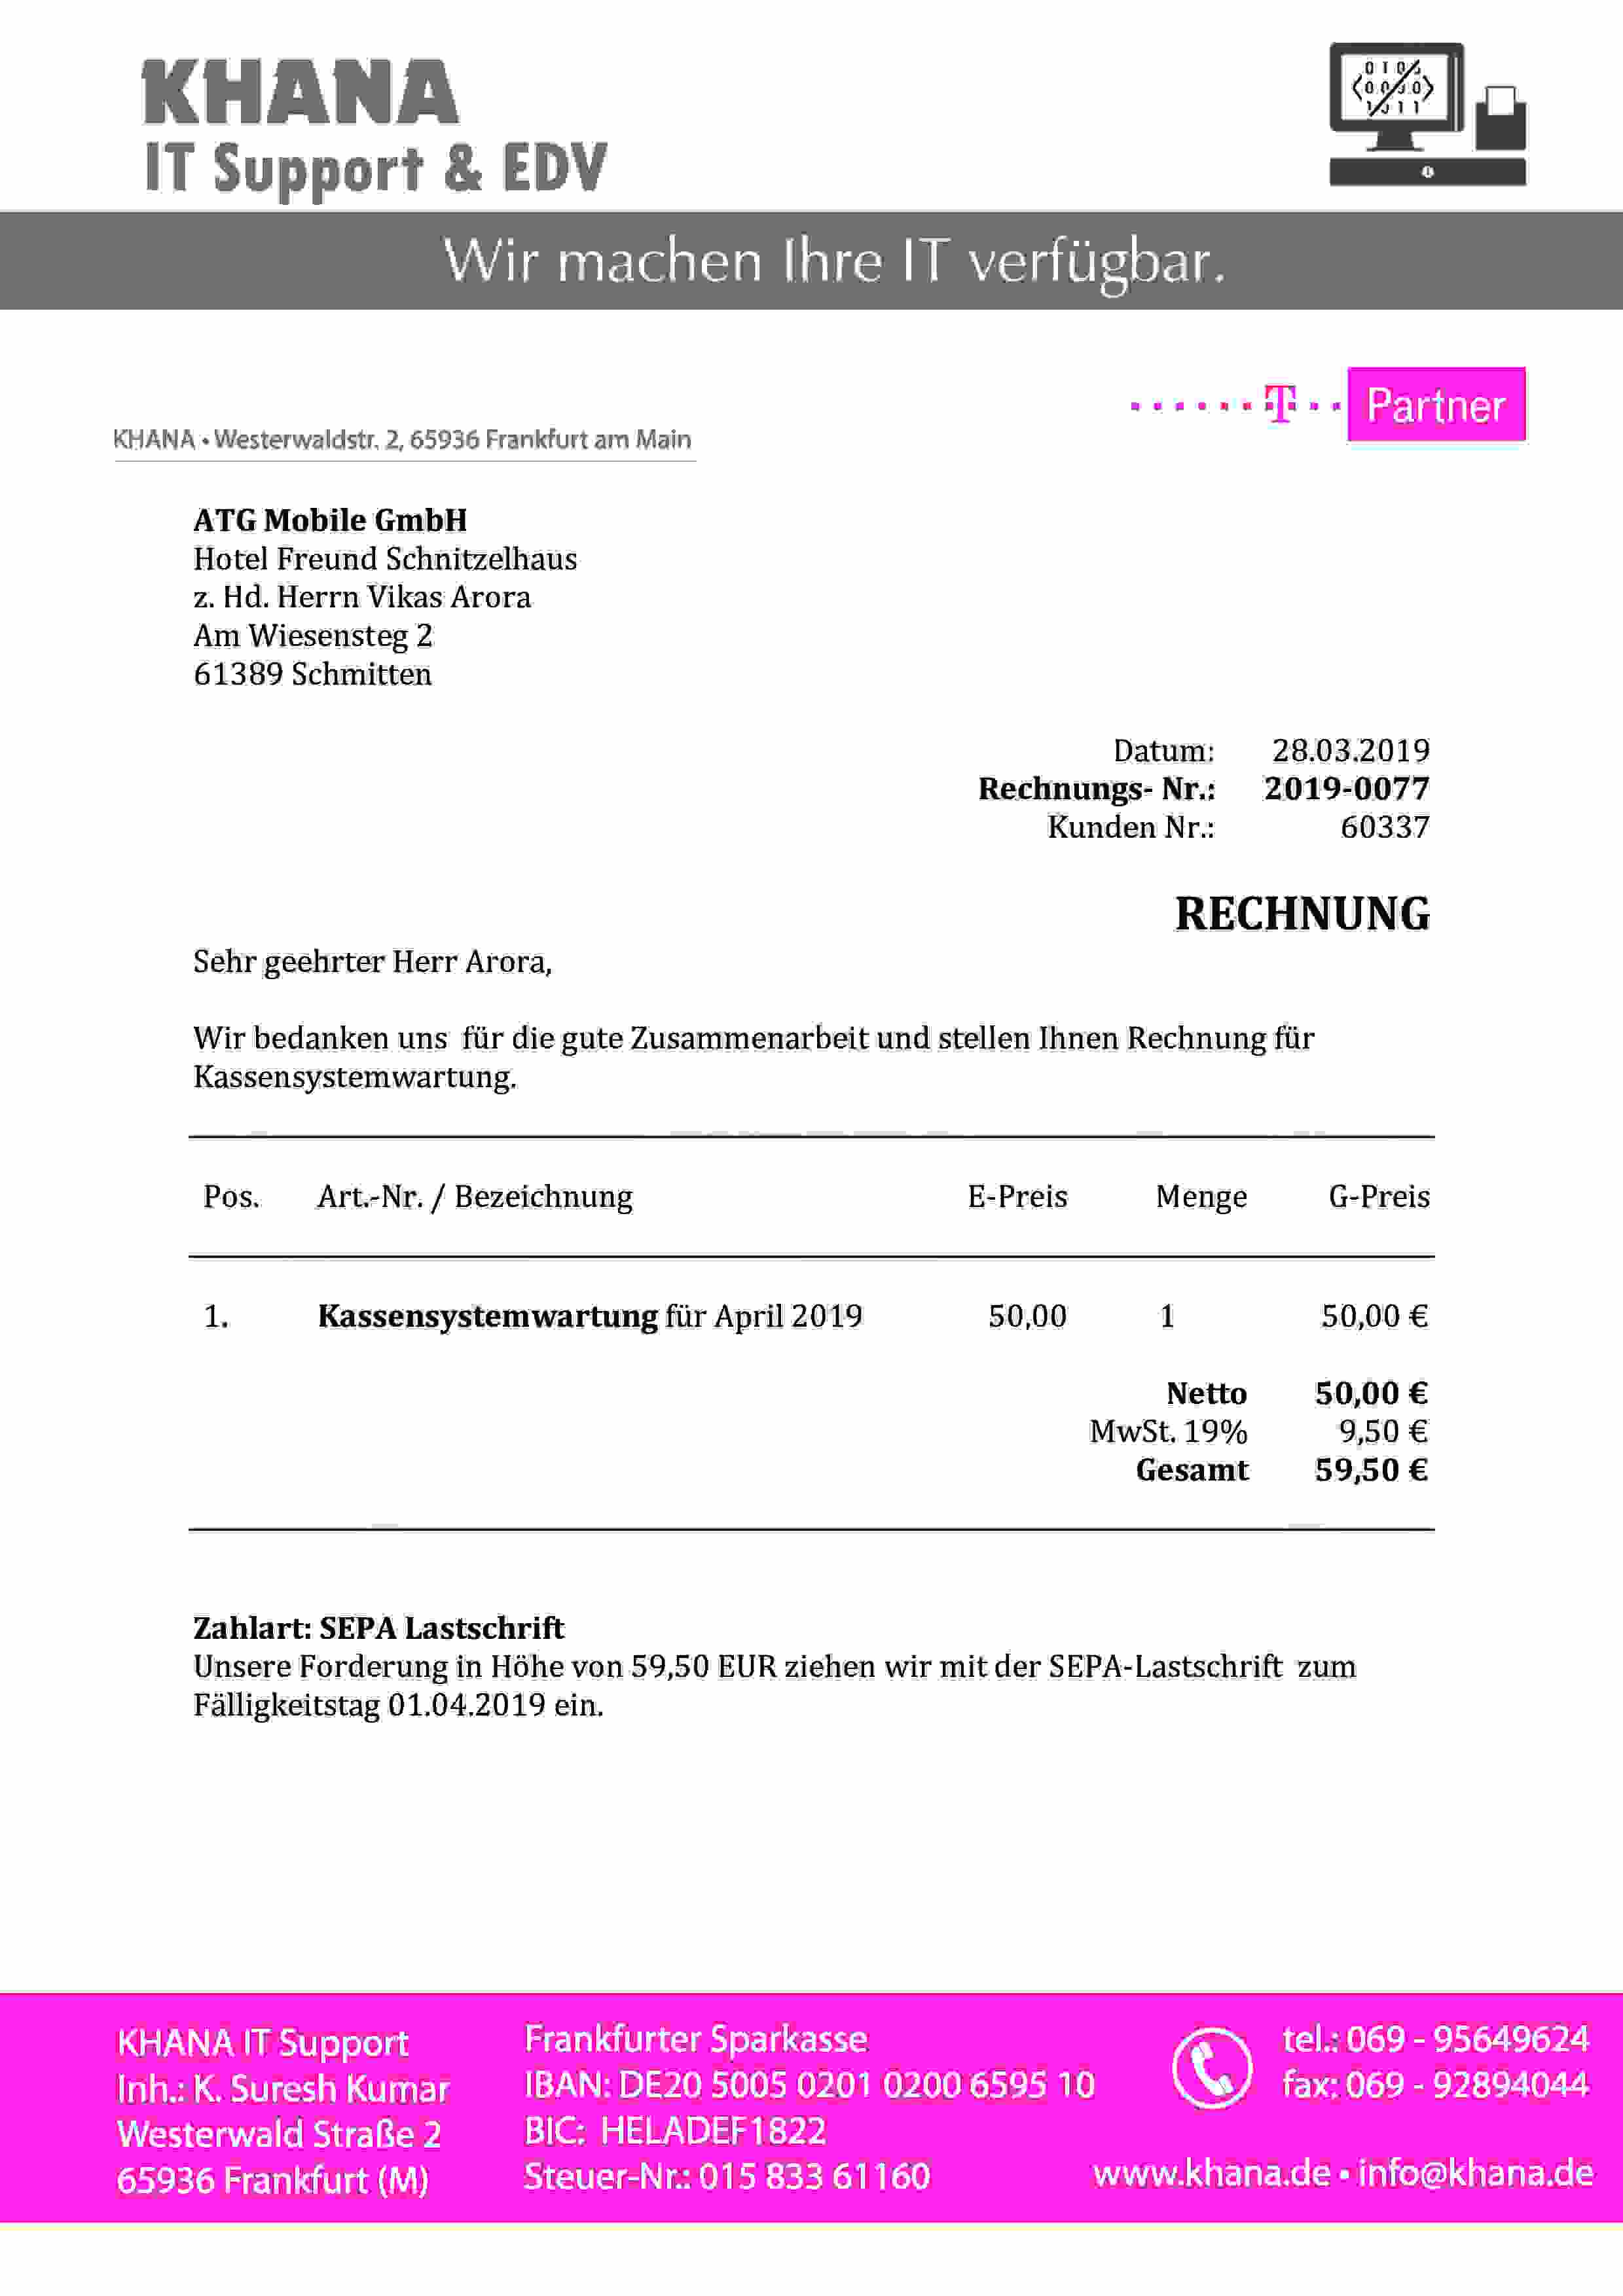 KHANA
IT Support & EDV
Wir machen Ihre IT verfügbar.
T Partner
KHANA • Westerwaldstr. 2, 65936 Frankfurt am Main
ATG Mobile GmbH
Hotel Freund Schnitzelhaus
z. Hd. Herrn Vikas Arora
Am Wiesensteg 2
61389 Schmitten
Datum: 28.03.2019
Rechnungs- Nr.: 2019-0077
Kunden Nr.: 60337
RECHNUNG
Sehr geehrter Herr Arora,
Wir bedanken uns für die gute Zusammenarbeit und stellen Ihnen Rechnung für
Kassensystemwartung.
Pos. Art.-Nr. / Bezeichnung E-Preis Menge G-Preis
1. Kassensystemwartung für April 2019 50,00 1 50,00 €
Netto 50,00 €
MwSt. 19% 9,50 €
Gesamt 59,50 €
Zahlart: SEPA Lastschrift
Unsere Forderung in Höhe von 59,50 EUR ziehen wir mit der SEPA-Lastschrift zum
Fälligkeitstag 01.04.2019 ein.
KHANA IT Support
Inh.: K. Suresh Kumar
Westerwald Straße 2
65936 Frankfurt (M)
Frankfurter Sparkasse
IBAN: DE20 5005 0201 0200 6595 10
BIC: HELADEF1822
Steuer-Nr.: 015 833 61160
tel.: 069 - 95649624
fax: 069 - 92894044
www.khana.de • info@khana.de